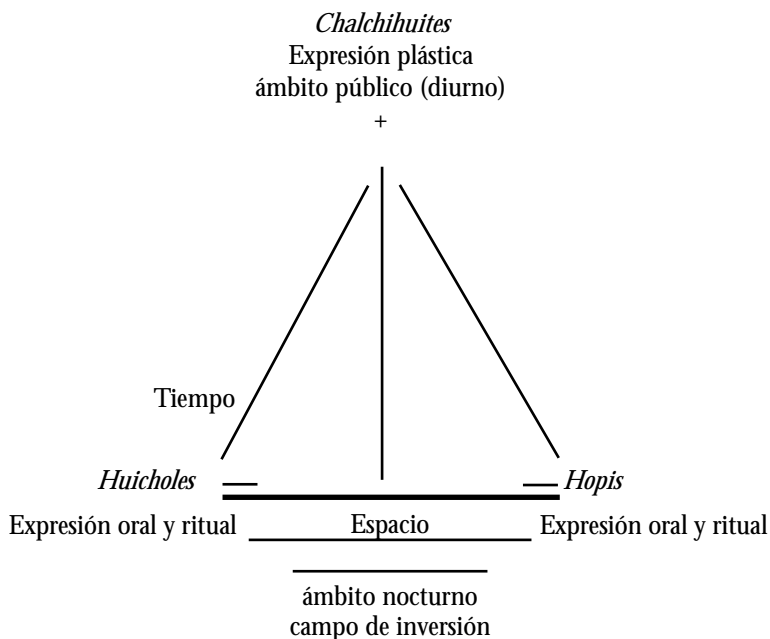 Chalchihuites
Expresión plástica
ámbito público (diurno)
+
Tiempo
Huicholes
Hopis
Expresión oral y ritual
Espacio
Expresión oral y ritual
ámbito nocturno
campo de inversión